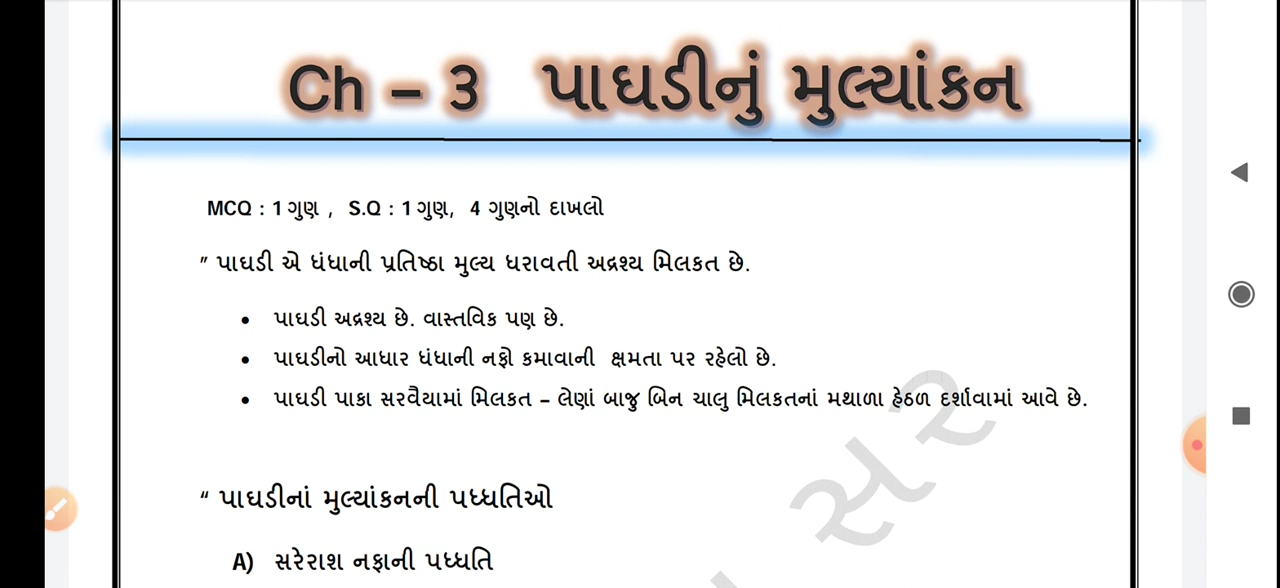 Ch – 3 પાઘડીનું મુલ્યાંકન
MCQ : 1 ગુણ , S.Q : 1 ગુણ, 4 ગુણનો દાખલો
" પાઘડી એ ધંધાની પ્રતિષ્ઠા મુલ્ય ધરાવતી અદ્રશ્ય મિલકત છે.
• પાઘડી અદ્રશ્ય છે. વાસ્તવિક પણ છે.
• પાઘડીનો આધાર ધંધાની નફો કમાવાની ક્ષમતા પર રહેલો છે.
• પાઘડી પાકા સરવૈયામાં મિલકત – લેણાં બાજુ બિન ચાલુ મિલકતનાં મથાળા હેઠળ દર્શાવામાં આવે છે.
સર
“ પાઘડીનાં મુલ્યાંકનની પધ્ધતિઓ
A) સરેરાશ નફાની પધ્ધતિ